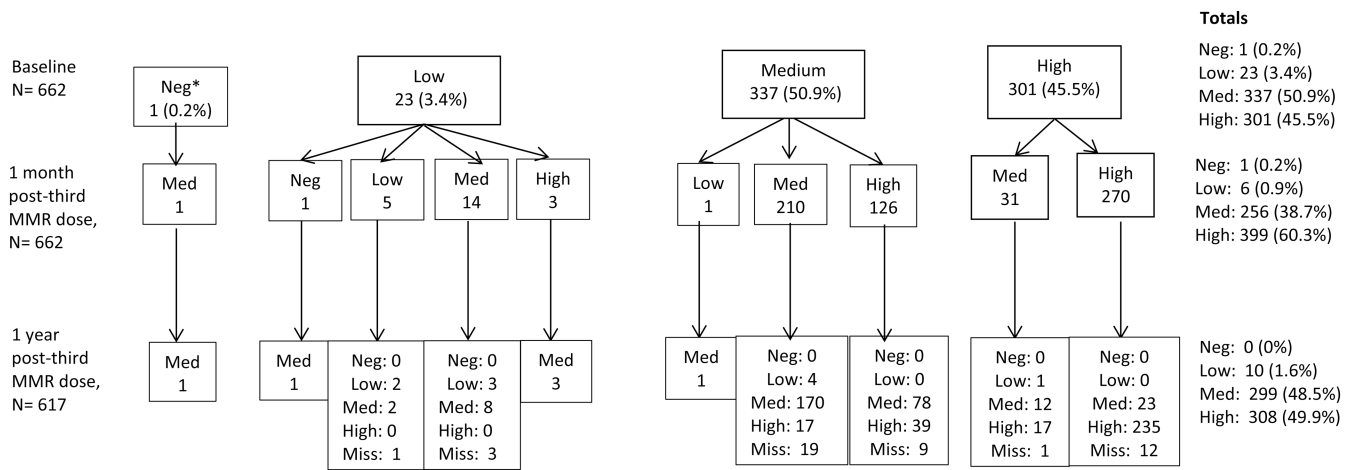 Totals
Baseline
N= 662
Neg*
1 (0.2%)
Low
23 (3.4%)
Medium
337 (50.9%)
High
301 (45.5%)
Neg: 1 (0.2%)
Low: 23 (3.4%)
Med: 337 (50.9%)
High: 301 (45.5%)
1 month
post-third
MMR dose,
N= 662
Med
1
Neg
1
Low
5
Med
14
High
3
Low
1
Med
210
High
126
Med
31
High
270
Neg: 1 (0.2%)
Low: 6 (0.9%)
Med: 256 (38.7%)
High: 399 (60.3%)
1 year
post-third
MMR dose,
N= 617
Med
1
Med
1
Neg: 0
Low: 2
Med: 2
High: 0
Miss: 1
Neg: 0
Low: 3
Med: 8
High: 0
Miss: 3
Med
3
Med
1
Neg: 0
Low: 4
Med: 170
High: 17
Miss: 19
Neg: 0
Low: 0
Med: 78
High: 39
Miss: 9
Neg: 0
Low: 1
Med: 12
High: 17
Miss: 1
Neg: 0
Low: 0
Med: 23
High: 235
Miss: 12
Neg: 0 (0%)
Low: 10 (1.6%)
Med: 299 (48.5%)
High: 308 (49.9%)